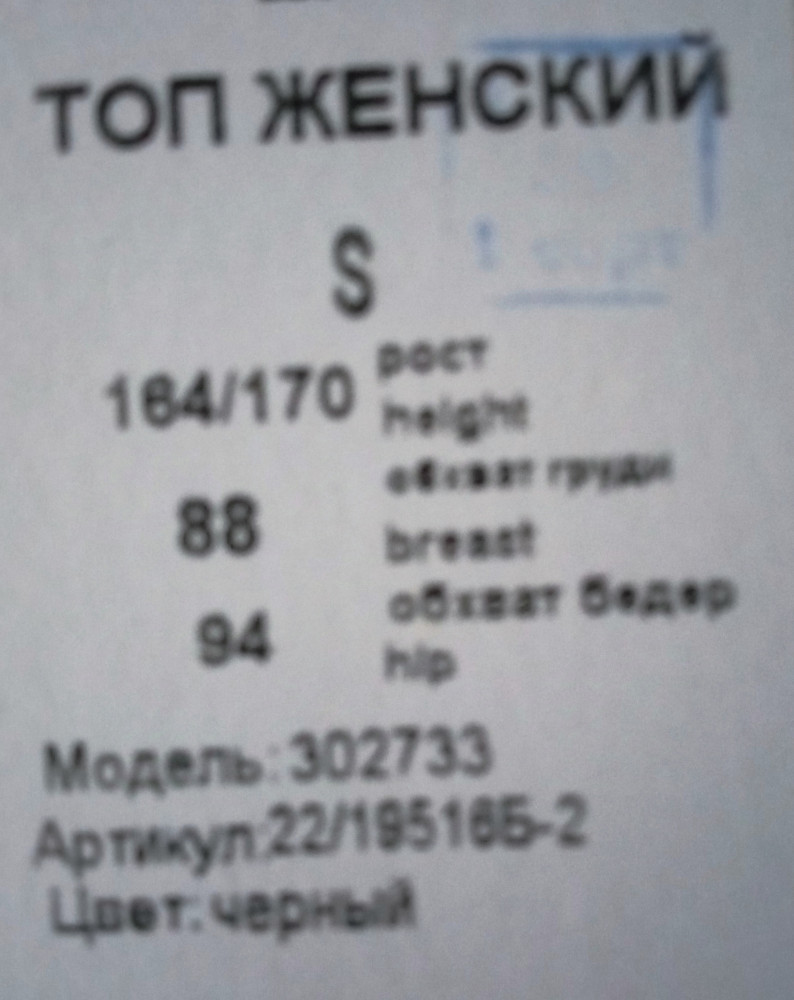 ТОП ЖЕНСКИЙ
S
164/170 рост
height
обхват груди
88 breast
обхват бедер
94 hip
Модель:302733
Артикул:22/19516Б-2
Цвет:черный